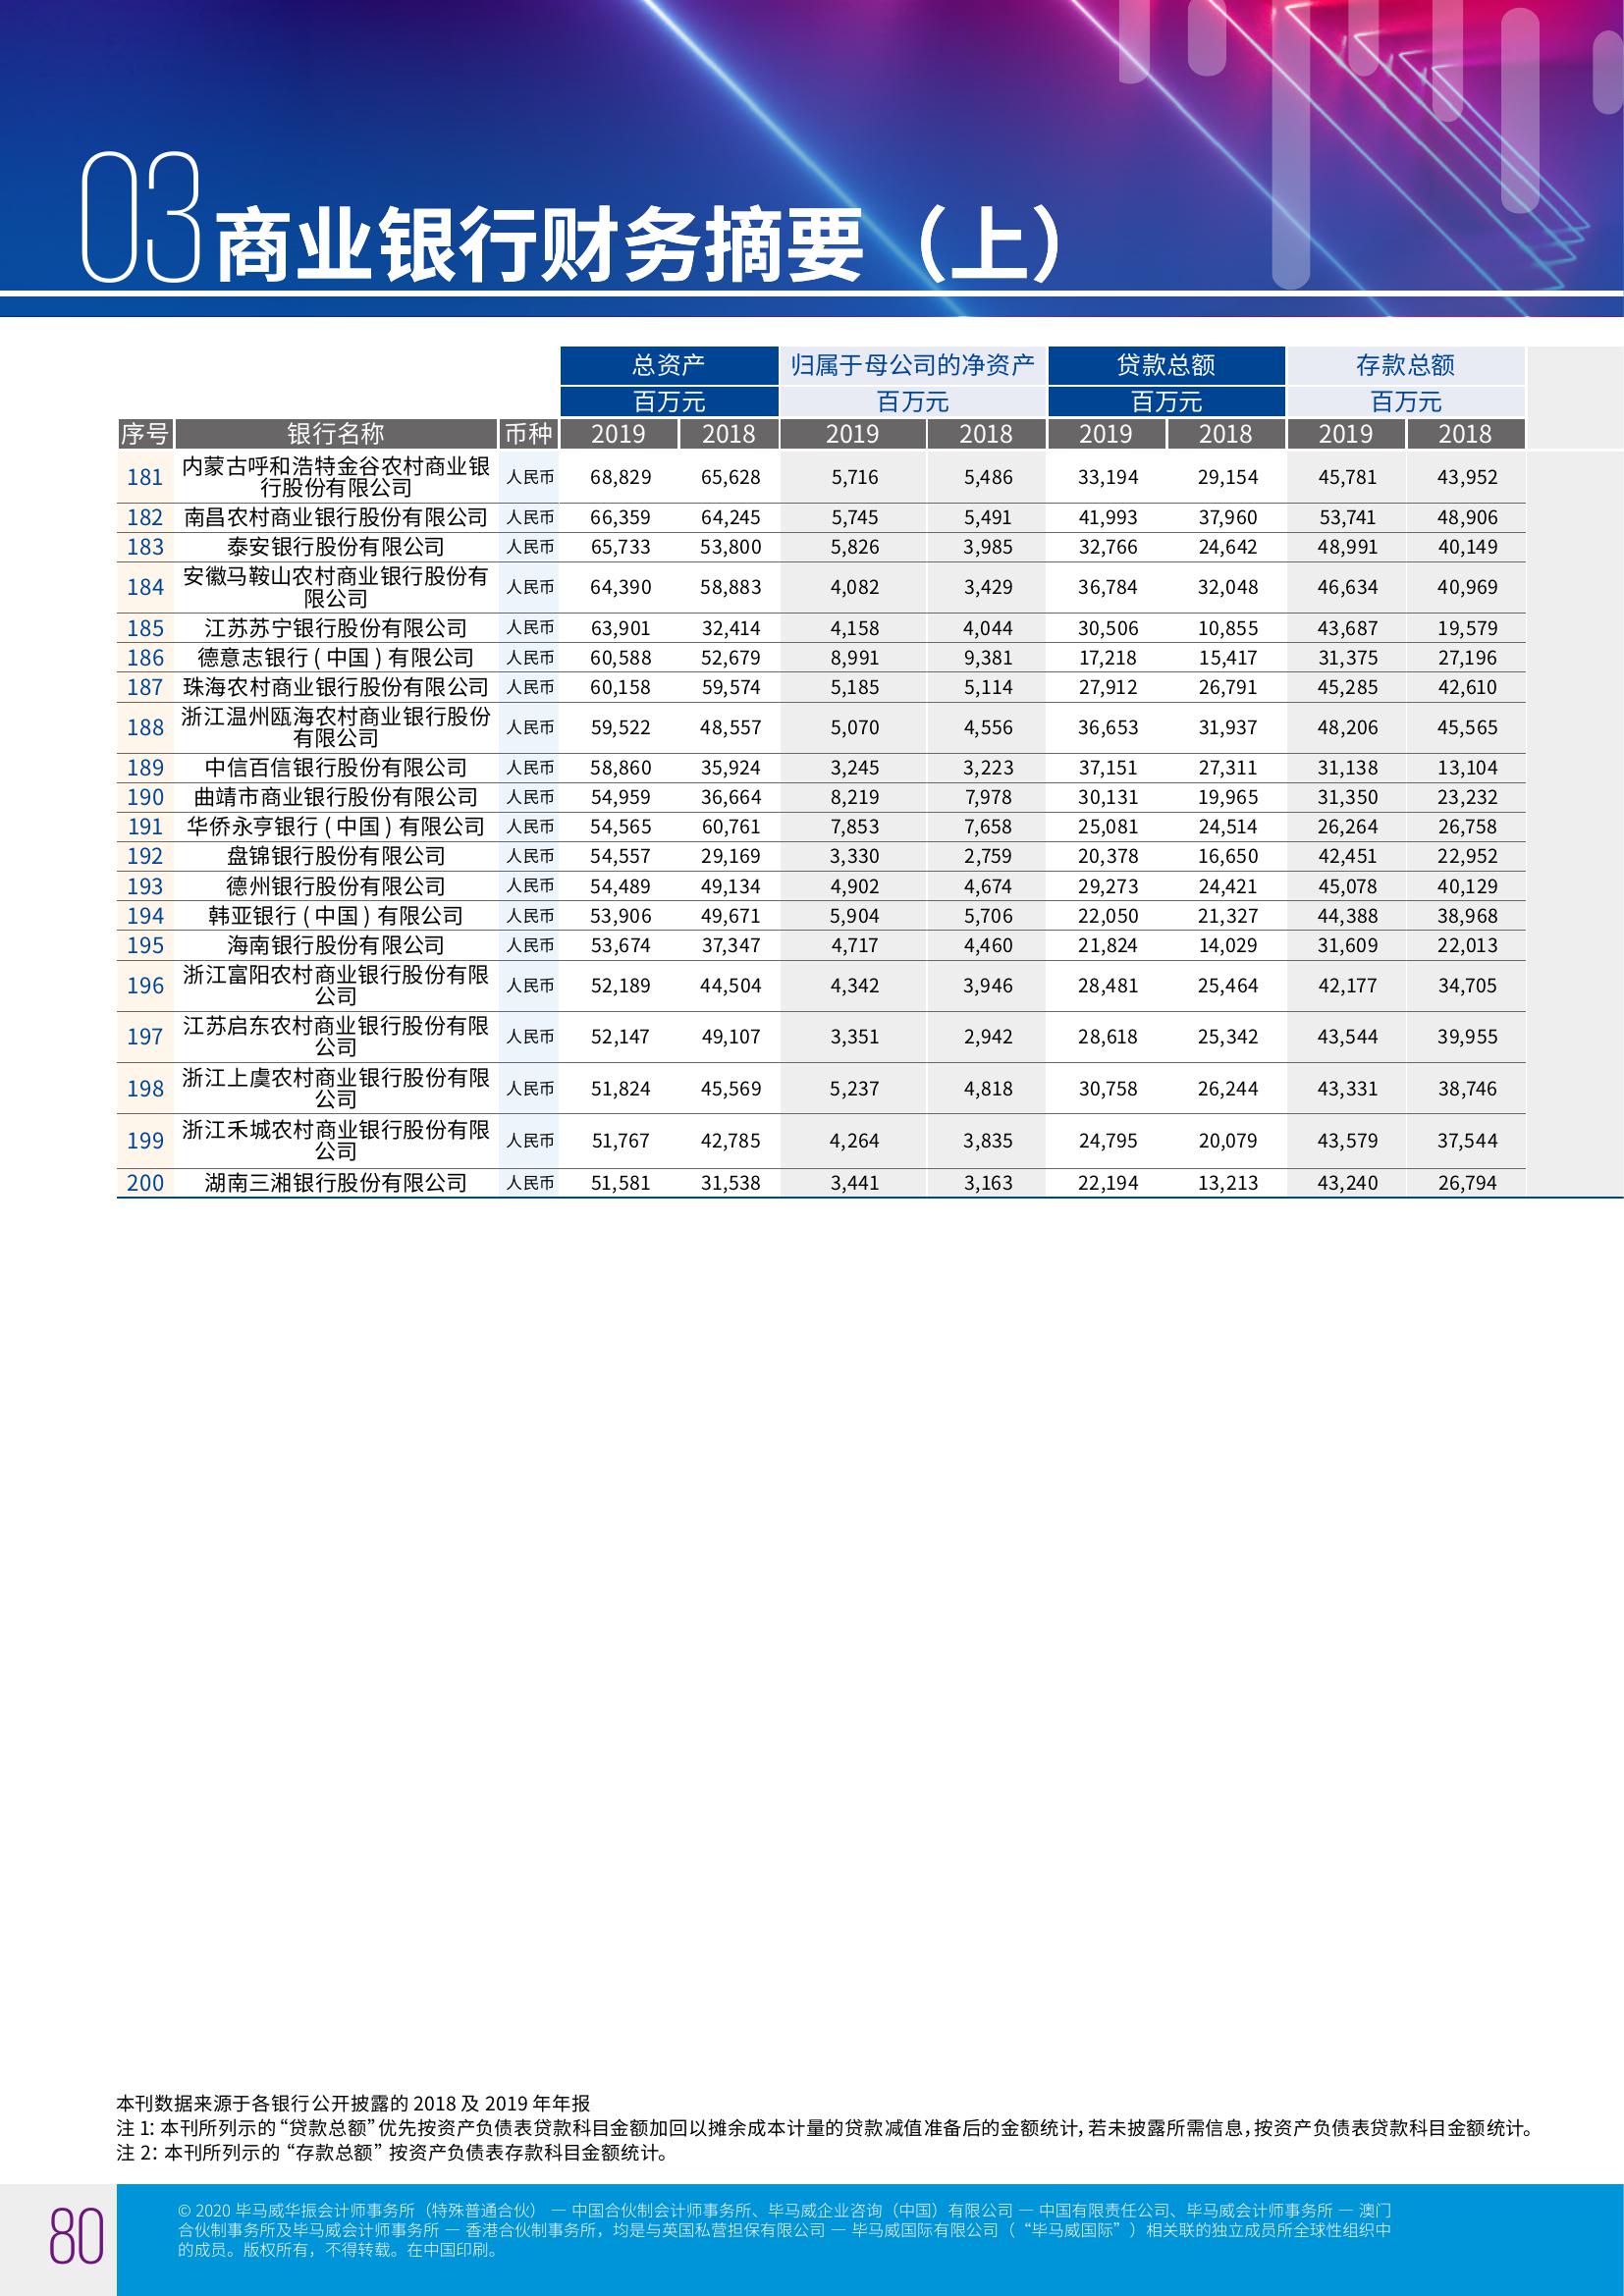 03 商业银行财务摘要（上）
总资产 归属于母公司的净资产 贷款总额 存款总额
百万元 百万元 百万元 百万元
序号 银行名称 币种 2019 2018 2019 2018 2019 2018 2019 2018
181 内蒙古呼和浩特金谷农村商业银
行股份有限公司 人民币 68,829 65,628 5,716 5,486 33,194 29,154 45,781 43,952
182 南昌农村商业银行股份有限公司 人民币 66,359 64,245 5,745 5,491 41,993 37,960 53,741 48,906
183 泰安银行股份有限公司 人民币 65,733 53,800 5,826 3,985 32,766 24,642 48,991 40,149
184 安徽马鞍山农村商业银行股份有
限公司 人民币 64,390 58,883 4,082 3,429 36,784 32,048 46,634 40,969
185 江苏苏宁银行股份有限公司 人民币 63,901 32,414 4,158 4,044 30,506 10,855 43,687 19,579
186 德意志银行 ( 中国 ) 有限公司 人民币 60,588 52,679 8,991 9,381 17,218 15,417 31,375 27,196
187 珠海农村商业银行股份有限公司 人民币 60,158 59,574 5,185 5,114 27,912 26,791 45,285 42,610
188 浙江温州瓯海农村商业银行股份
有限公司 人民币 59,522 48,557 5,070 4,556 36,653 31,937 48,206 45,565
189 中信百信银行股份有限公司 人民币 58,860 35,924 3,245 3,223 37,151 27,311 31,138 13,104
190 曲靖市商业银行股份有限公司 人民币 54,959 36,664 8,219 7,978 30,131 19,965 31,350 23,232
191 华侨永亨银行 ( 中国 ) 有限公司 人民币 54,565 60,761 7,853 7,658 25,081 24,514 26,264 26,758
192 盘锦银行股份有限公司 人民币 54,557 29,169 3,330 2,759 20,378 16,650 42,451 22,952
193 德州银行股份有限公司 人民币 54,489 49,134 4,902 4,674 29,273 24,421 45,078 40,129
194 韩亚银行 ( 中国 ) 有限公司 人民币 53,906 49,671 5,904 5,706 22,050 21,327 44,388 38,968
195 海南银行股份有限公司 人民币 53,674 37,347 4,717 4,460 21,824 14,029 31,609 22,013
196 浙江富阳农村商业银行股份有限
公司 人民币 52,189 44,504 4,342 3,946 28,481 25,464 42,177 34,705
197 江苏启东农村商业银行股份有限
公司 人民币 52,147 49,107 3,351 2,942 28,618 25,342 43,544 39,955
198 浙江上虞农村商业银行股份有限
公司 人民币 51,824 45,569 5,237 4,818 30,758 26,244 43,331 38,746
199 浙江禾城农村商业银行股份有限
公司 人民币 51,767 42,785 4,264 3,835 24,795 20,079 43,579 37,544
200 湖南三湘银行股份有限公司 人民币 51,581 31,538 3,441 3,163 22,194 13,213 43,240 26,794
本刊数据来源于各银行公开披露的 2018 及 2019 年年报
注 1: 本刊所列示的 “贷款总额” 优先按资产负债表贷款科目金额加回以摊余成本计量的贷款减值准备后的金额统计，若未披露所需信息，按资产负债表贷款科目金额统计。
注 2: 本刊所列示的 “存款总额” 按资产负债表存款科目金额统计。
80
© 2020 毕马威华振会计师事务所（特殊普通合伙） — 中国合伙制会计师事务所、毕马威企业咨询（中国）有限公司 — 中国有限责任公司、毕马威会计师事务所 — 澳门
合伙制事务所及毕马威会计师事务所 — 香港合伙制事务所，均是与英国私营担保有限公司 — 毕马威国际有限公司（ “毕马威国际” ）相关联的独立成员所全球性组织中
的成员。版权所有，不得转载。在中国印刷。